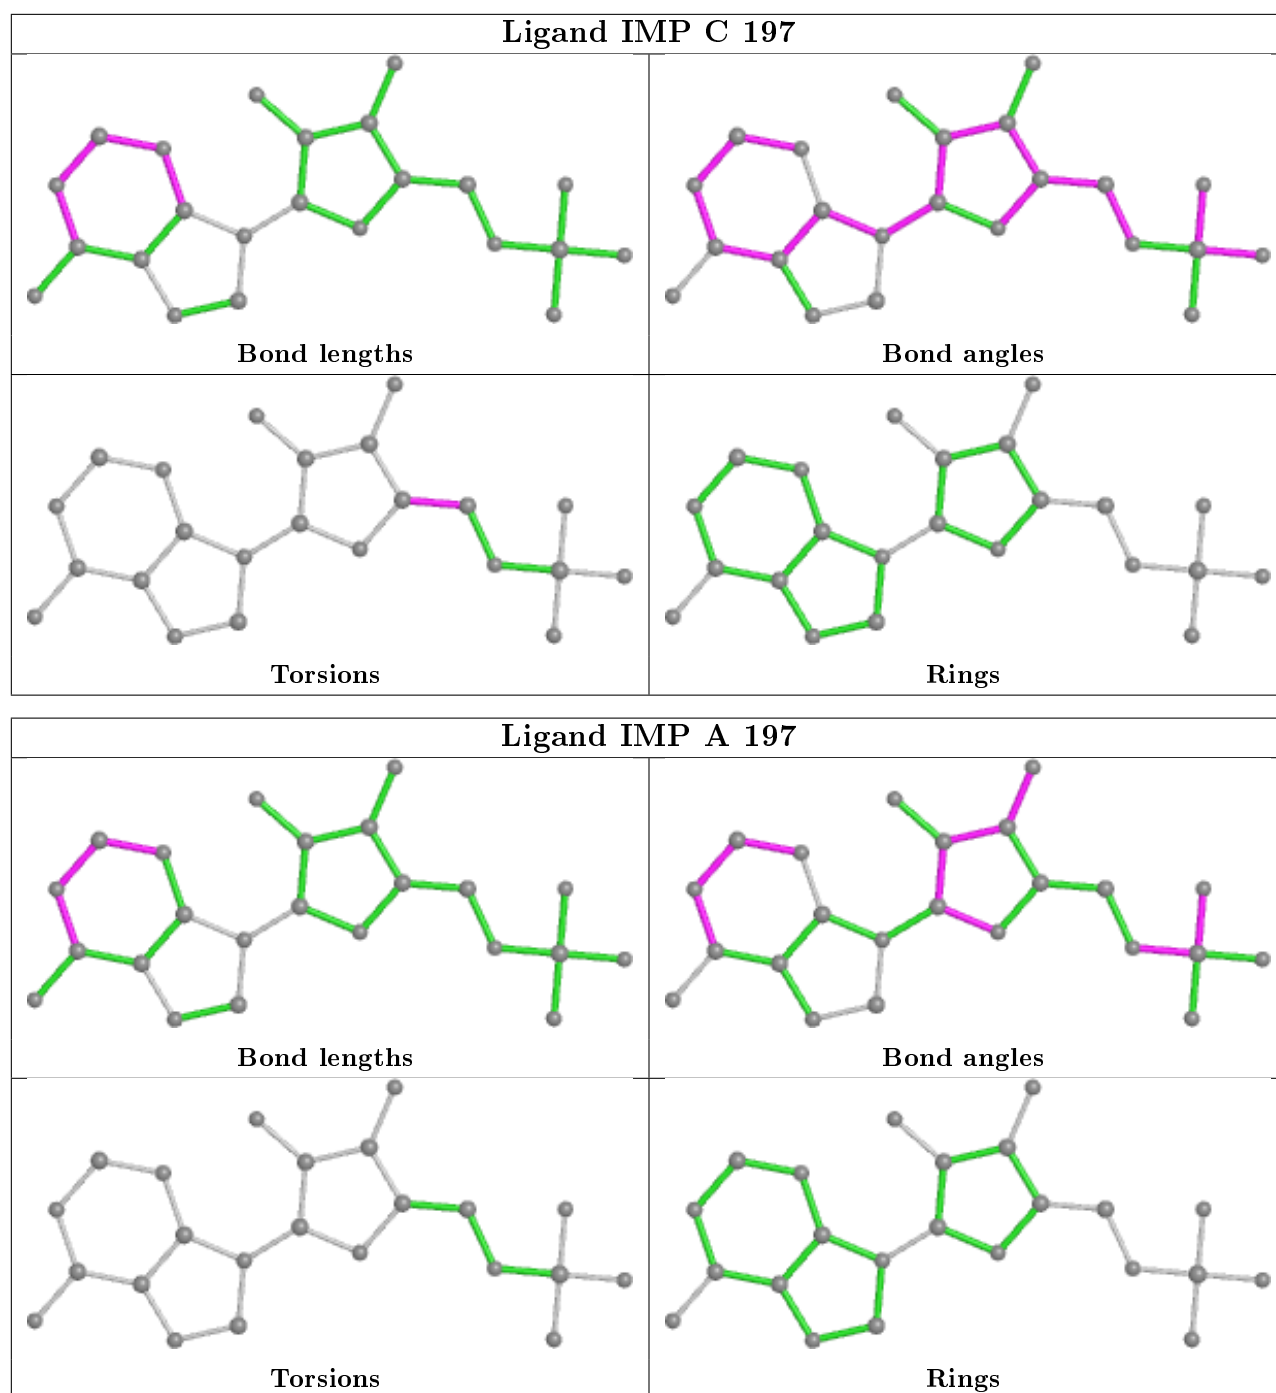 Ligand IMP C 197
Bond lengths
Bond angles
Torsions
Rings
Ligand IMP A 197
Bond lengths
Bond angles
Torsions
Rings